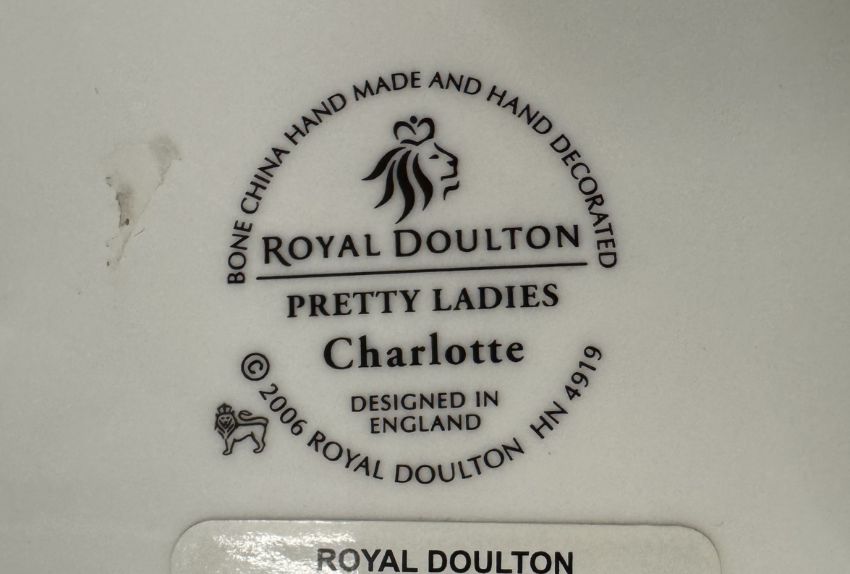 BONE CHINA HAND MADE AND HAND DECORATED
ROYAL DOULTON
PRETTY LADIES
Charlotte
DESIGNED IN
ENGLAND
© 2006 ROYAL DOULTON HN 4919
ROYAL DOULTON